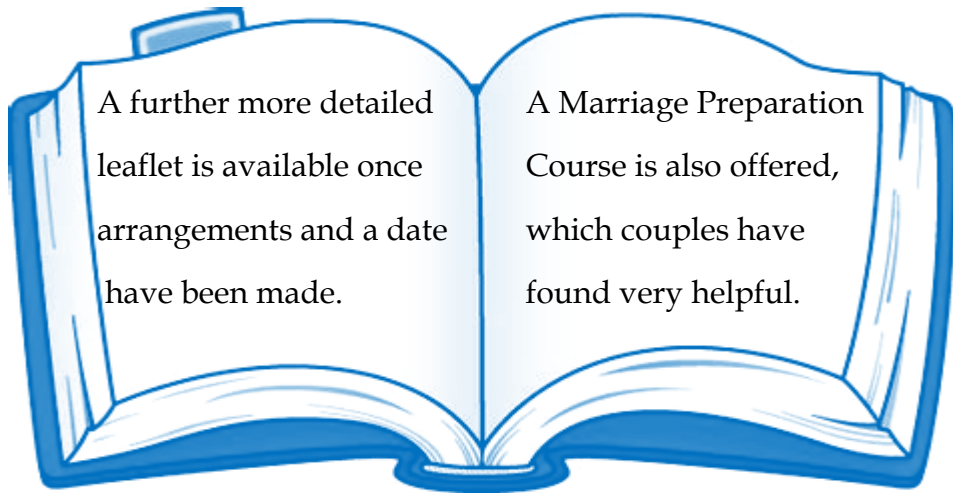 A further more detailed
leaflet is available once
arrangements and a date
have been made.
A Marriage Preparation
Course is also offered,
which couples have
found very helpful.